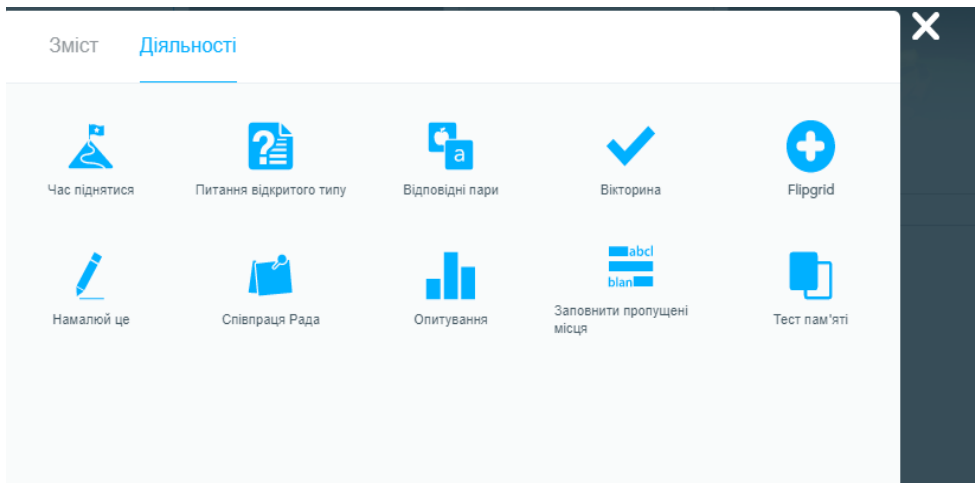 Зміст Діяльності
Час піднятися
Питання відкритого типу
a
Відповідні пари
Вікторина
Flipgrid
Намалюй це
Співпраця Рада
Опитування
abcl
blan
Заповнити пропущені
місця
Тест пам'яті